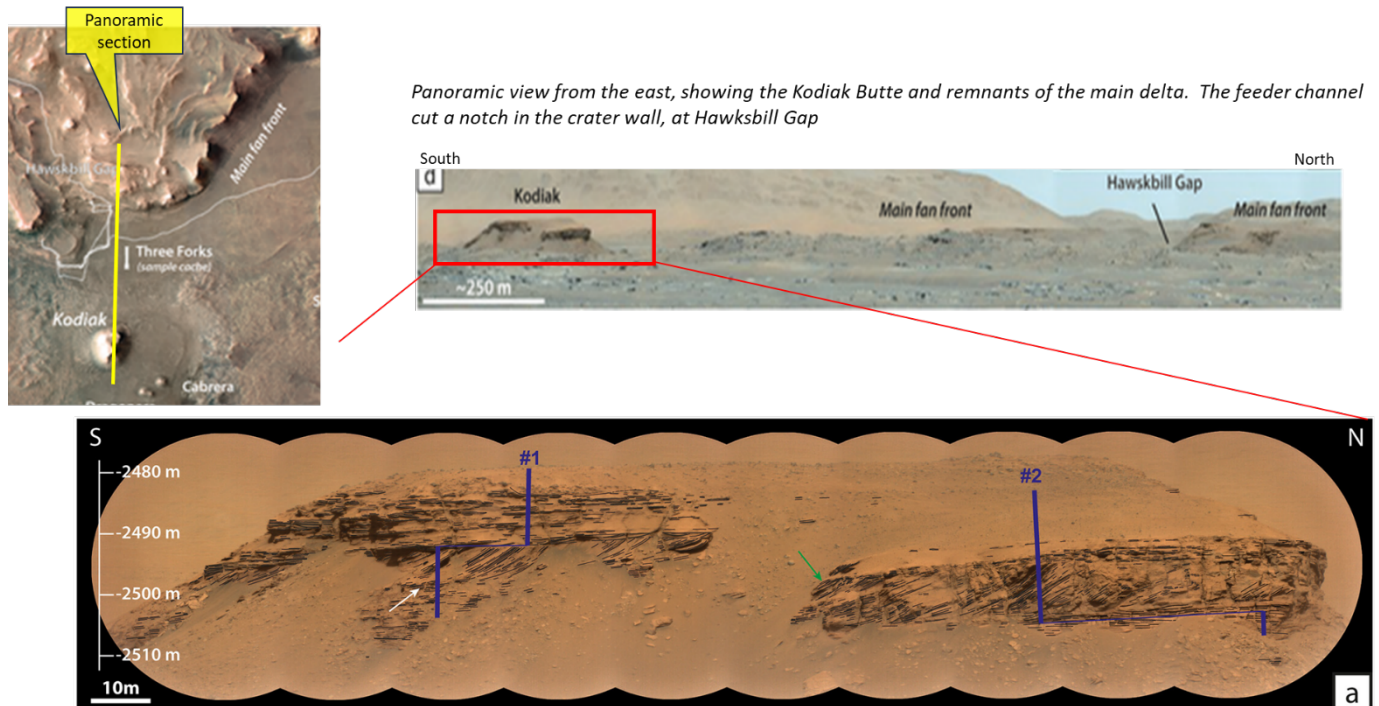 Panoramic
section
Main fan front
Hawskbill Gap
Three Forks
(sample cache)
Kodiak
Cabrera
Panoramic view from the east, showing the Kodiak Butte and remnants of the main delta. The feeder channel
cut a notch in the crater wall, at Hawksbill Gap
South
North
d
Kodiak
Main fan front
Hawskbill Gap
Main fan front
~250 m
S
N
-2480 m
-2490 m
-2500 m
-2510 m
10m
#1
#2
a